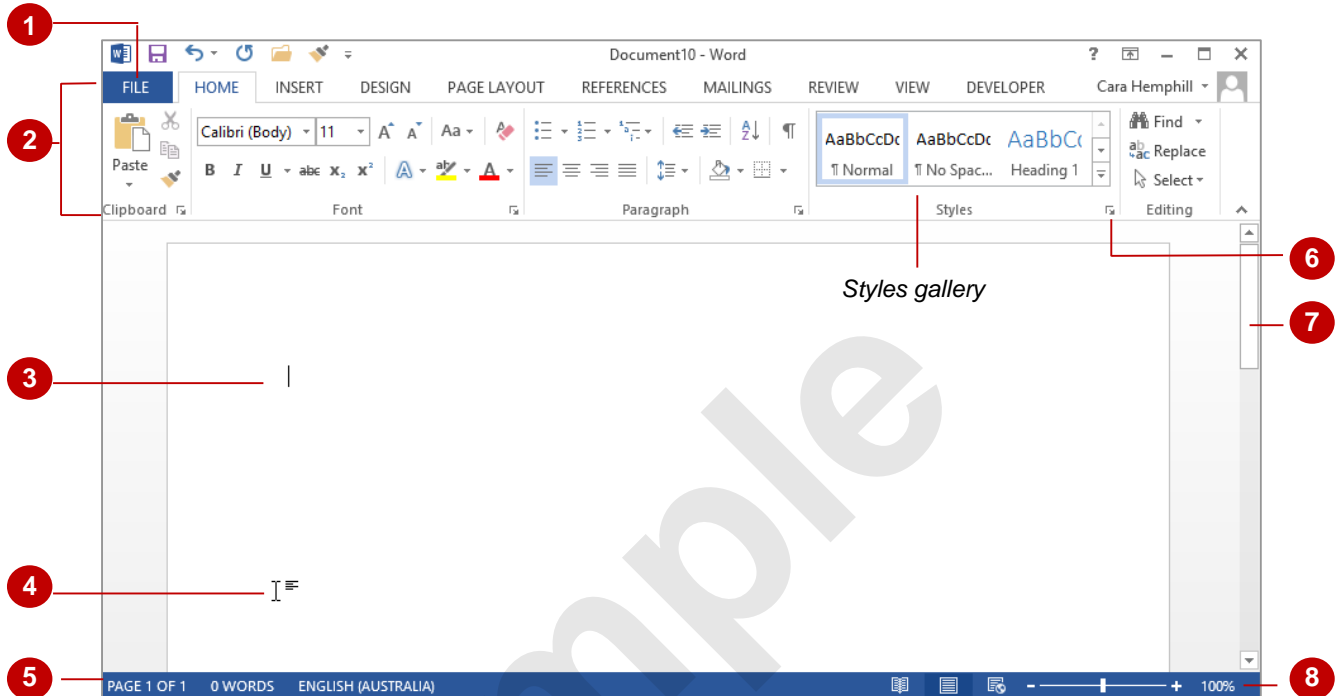 1
Document10 - Word ?
FILE HOME INSERT DESIGN PAGE LAYOUT REFERENCES MAILINGS REVIEW VIEW DEVELOPER Cara Hemphill
2
Paste
Clipboard
Calibri (Body) 11 A A Aa
B I U abc x₂ x² A ab A
Font
A Z ¶
Paragraph
AaBbCcDc AaBbCcDc AaBbC
¶ Normal ¶ No Spac... Heading 1
Styles
Find
Replace
Select
Editing
6
Styles gallery
7
3
4
5
PAGE 1 OF 1 0 WORDS ENGLISH (AUSTRALIA) - + 100%
8
mple